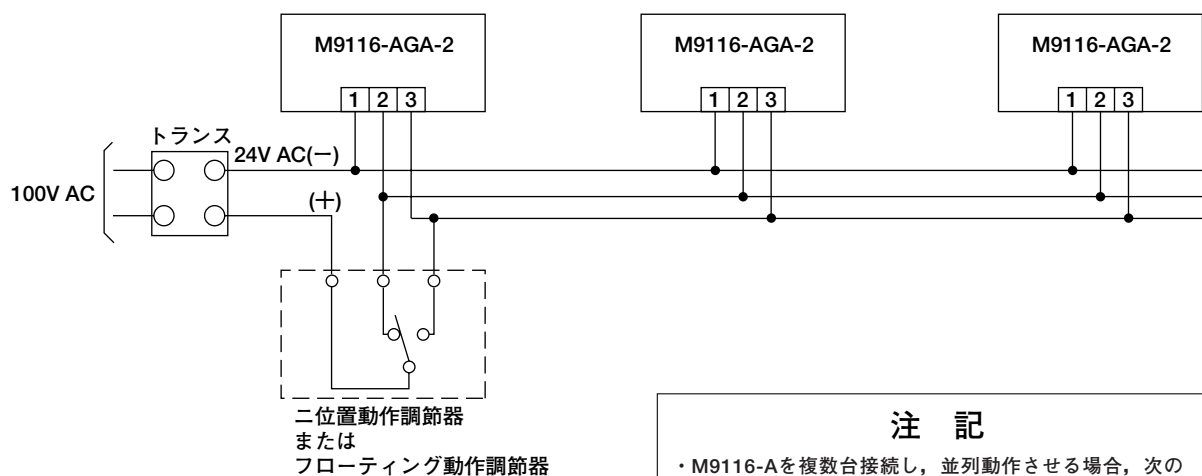 M9116-AGA-2 M9116-AGA-2 M9116-AGA-2
1 2 3 1 2 3 1 2 3
トランス
24V AC(ー)
100V AC
(＋)
二位置動作調節器
または
フローティング動作調節器
注 記
・M9116-Aを複数台接続し，並列動作させる場合，次の